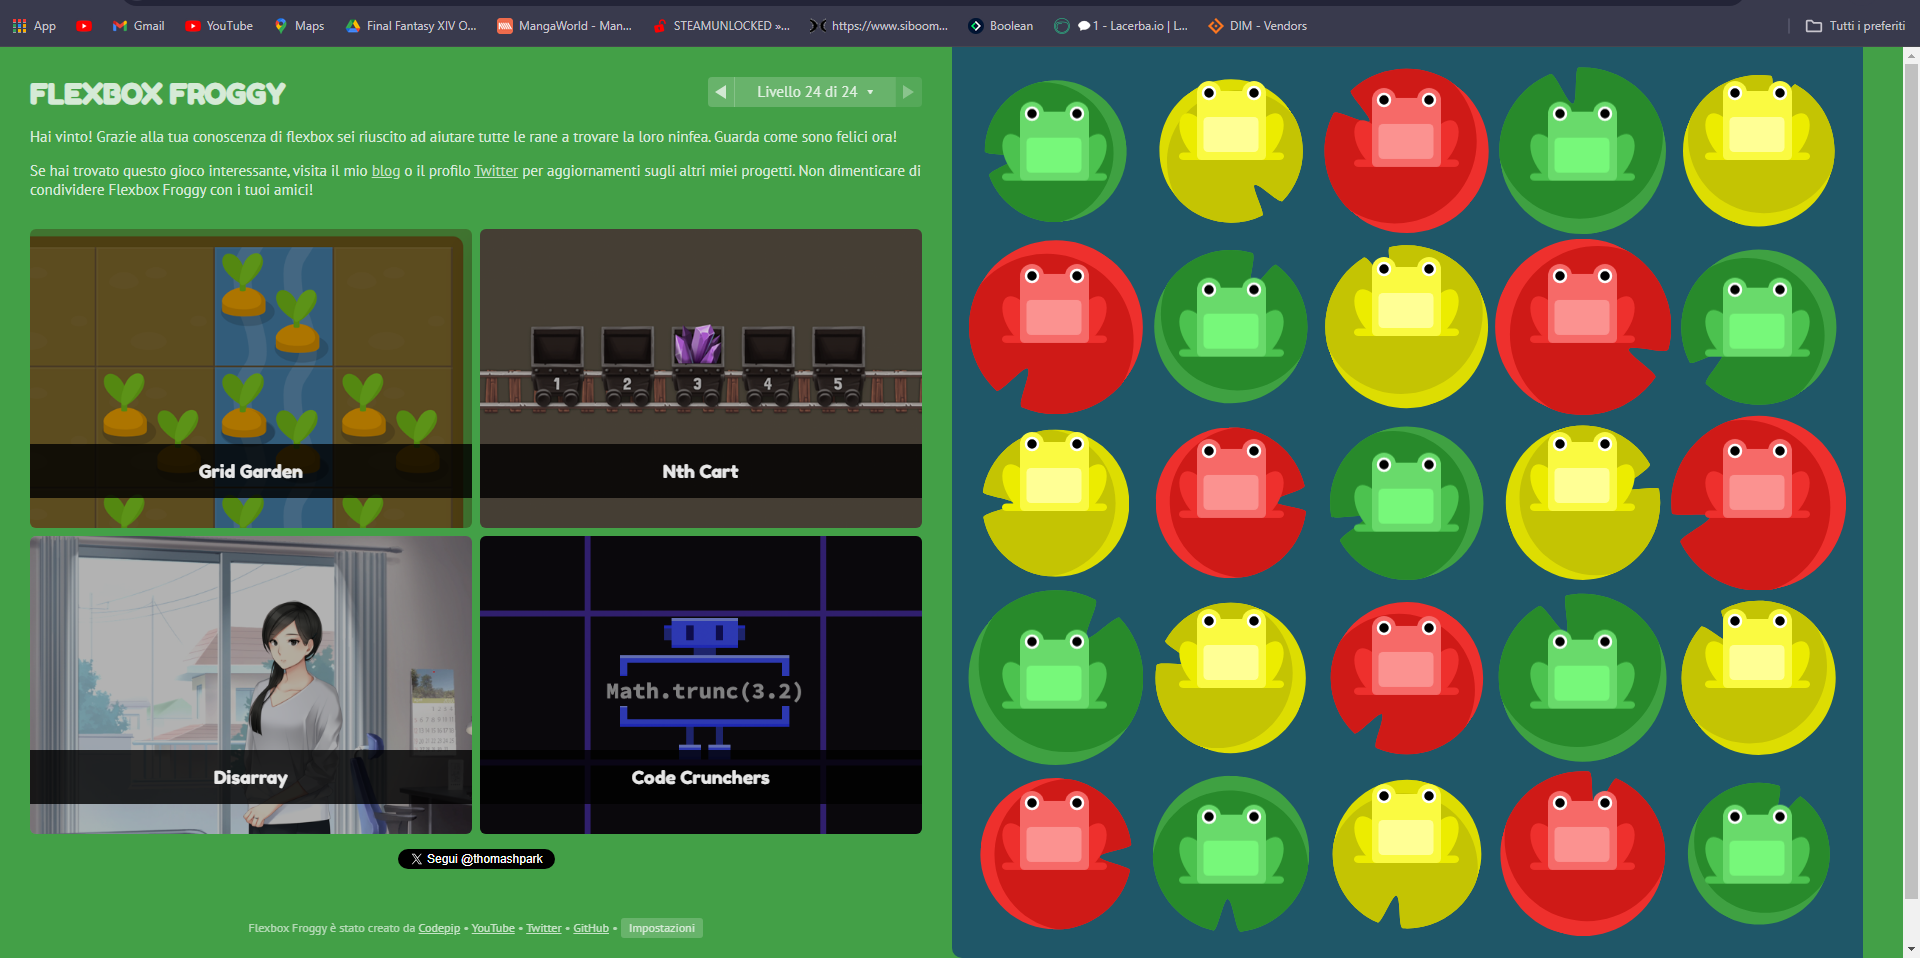 App
Gmail
YouTube
Maps
Final Fantasy XIV O...
MangaWorld - Man...
STEAMUNLOCKED »...
https://www.siboom...
Boolean
1 - Lacerba.io | L...
DIM - Vendors
Tutti i preferiti
FLEXBOX FROGGY
Livello 24 di 24
Hai vinto! Grazie alla tua conoscenza di flexbox sei riuscito ad aiutare tutte le rane a trovare la loro ninfea. Guarda come sono felici ora!
Se hai trovato questo gioco interessante, visita il mio blog o il profilo Twitter per aggiornamenti sugli altri miei progetti. Non dimenticare di
condividere Flexbox Froggy con i tuoi amici!
1 2 3 4 5
Grid Garden
Nth Cart
Math.trunc(3.2)
Disarray
Code Crunchers
Segui @thomashpark
Flexbox Froggy è stato creato da Codepip • YouTube • Twitter • GitHub • Impostazioni